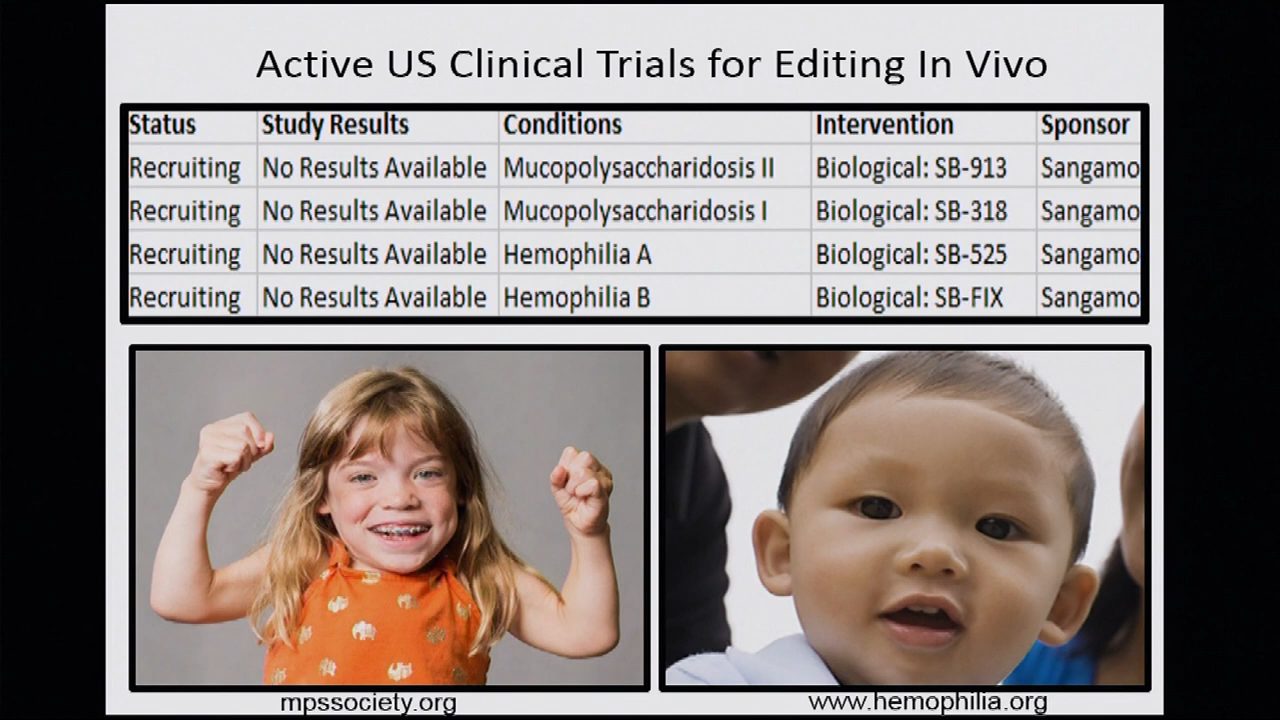 Active US Clinical Trials for Editing In Vivo
Status Study Results Conditions Intervention Sponsor
Recruiting No Results Available Mucopolysaccharidosis II Biological: SB-913 Sangamo
Recruiting No Results Available Mucopolysaccharidosis I Biological: SB-318 Sangamo
Recruiting No Results Available Hemophilia A Biological: SB-525 Sangamo
Recruiting No Results Available Hemophilia B Biological: SB-FIX Sangamo
mpssociety.org www.hemophilia.org